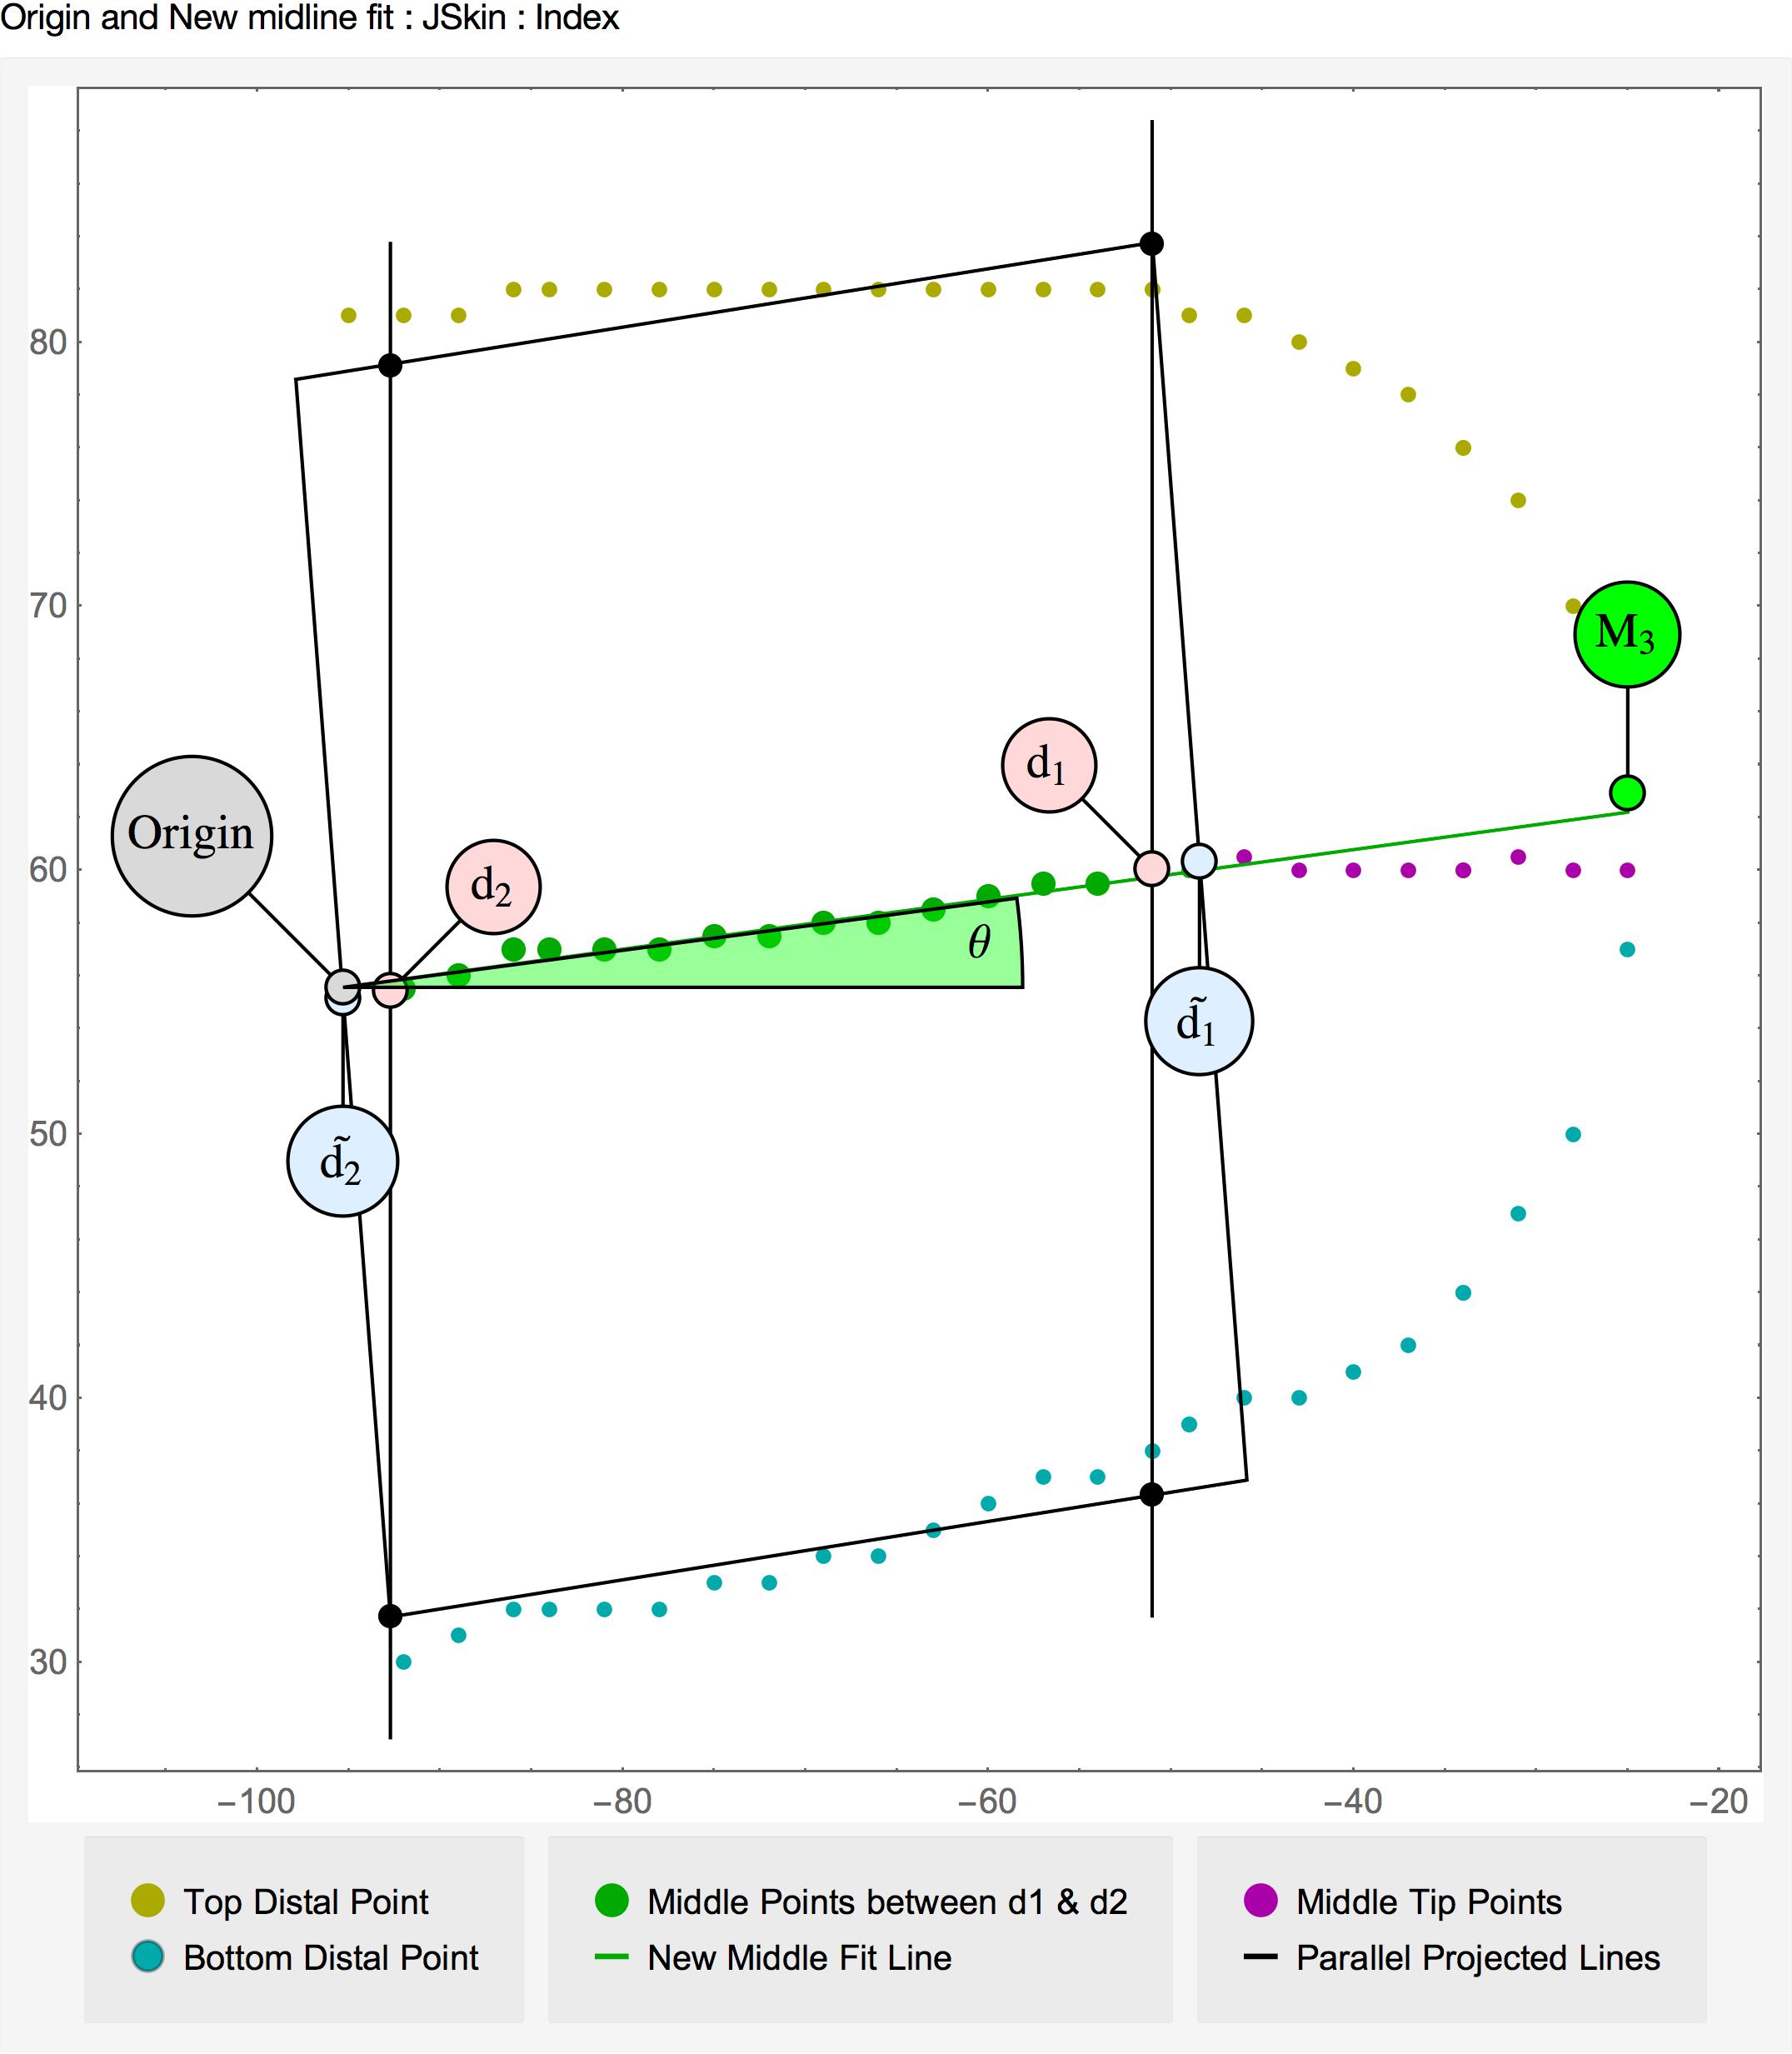 Origin and New midline fit : JSkin : Index
80
70
60
50
40
30
M₃
d₁
Origin
d₂
θ
d̃₁
d̃₂
−100 −80 −60 −40 −20
Top Distal Point
Bottom Distal Point
Middle Points between d1 & d2
New Middle Fit Line
Middle Tip Points
Parallel Projected Lines